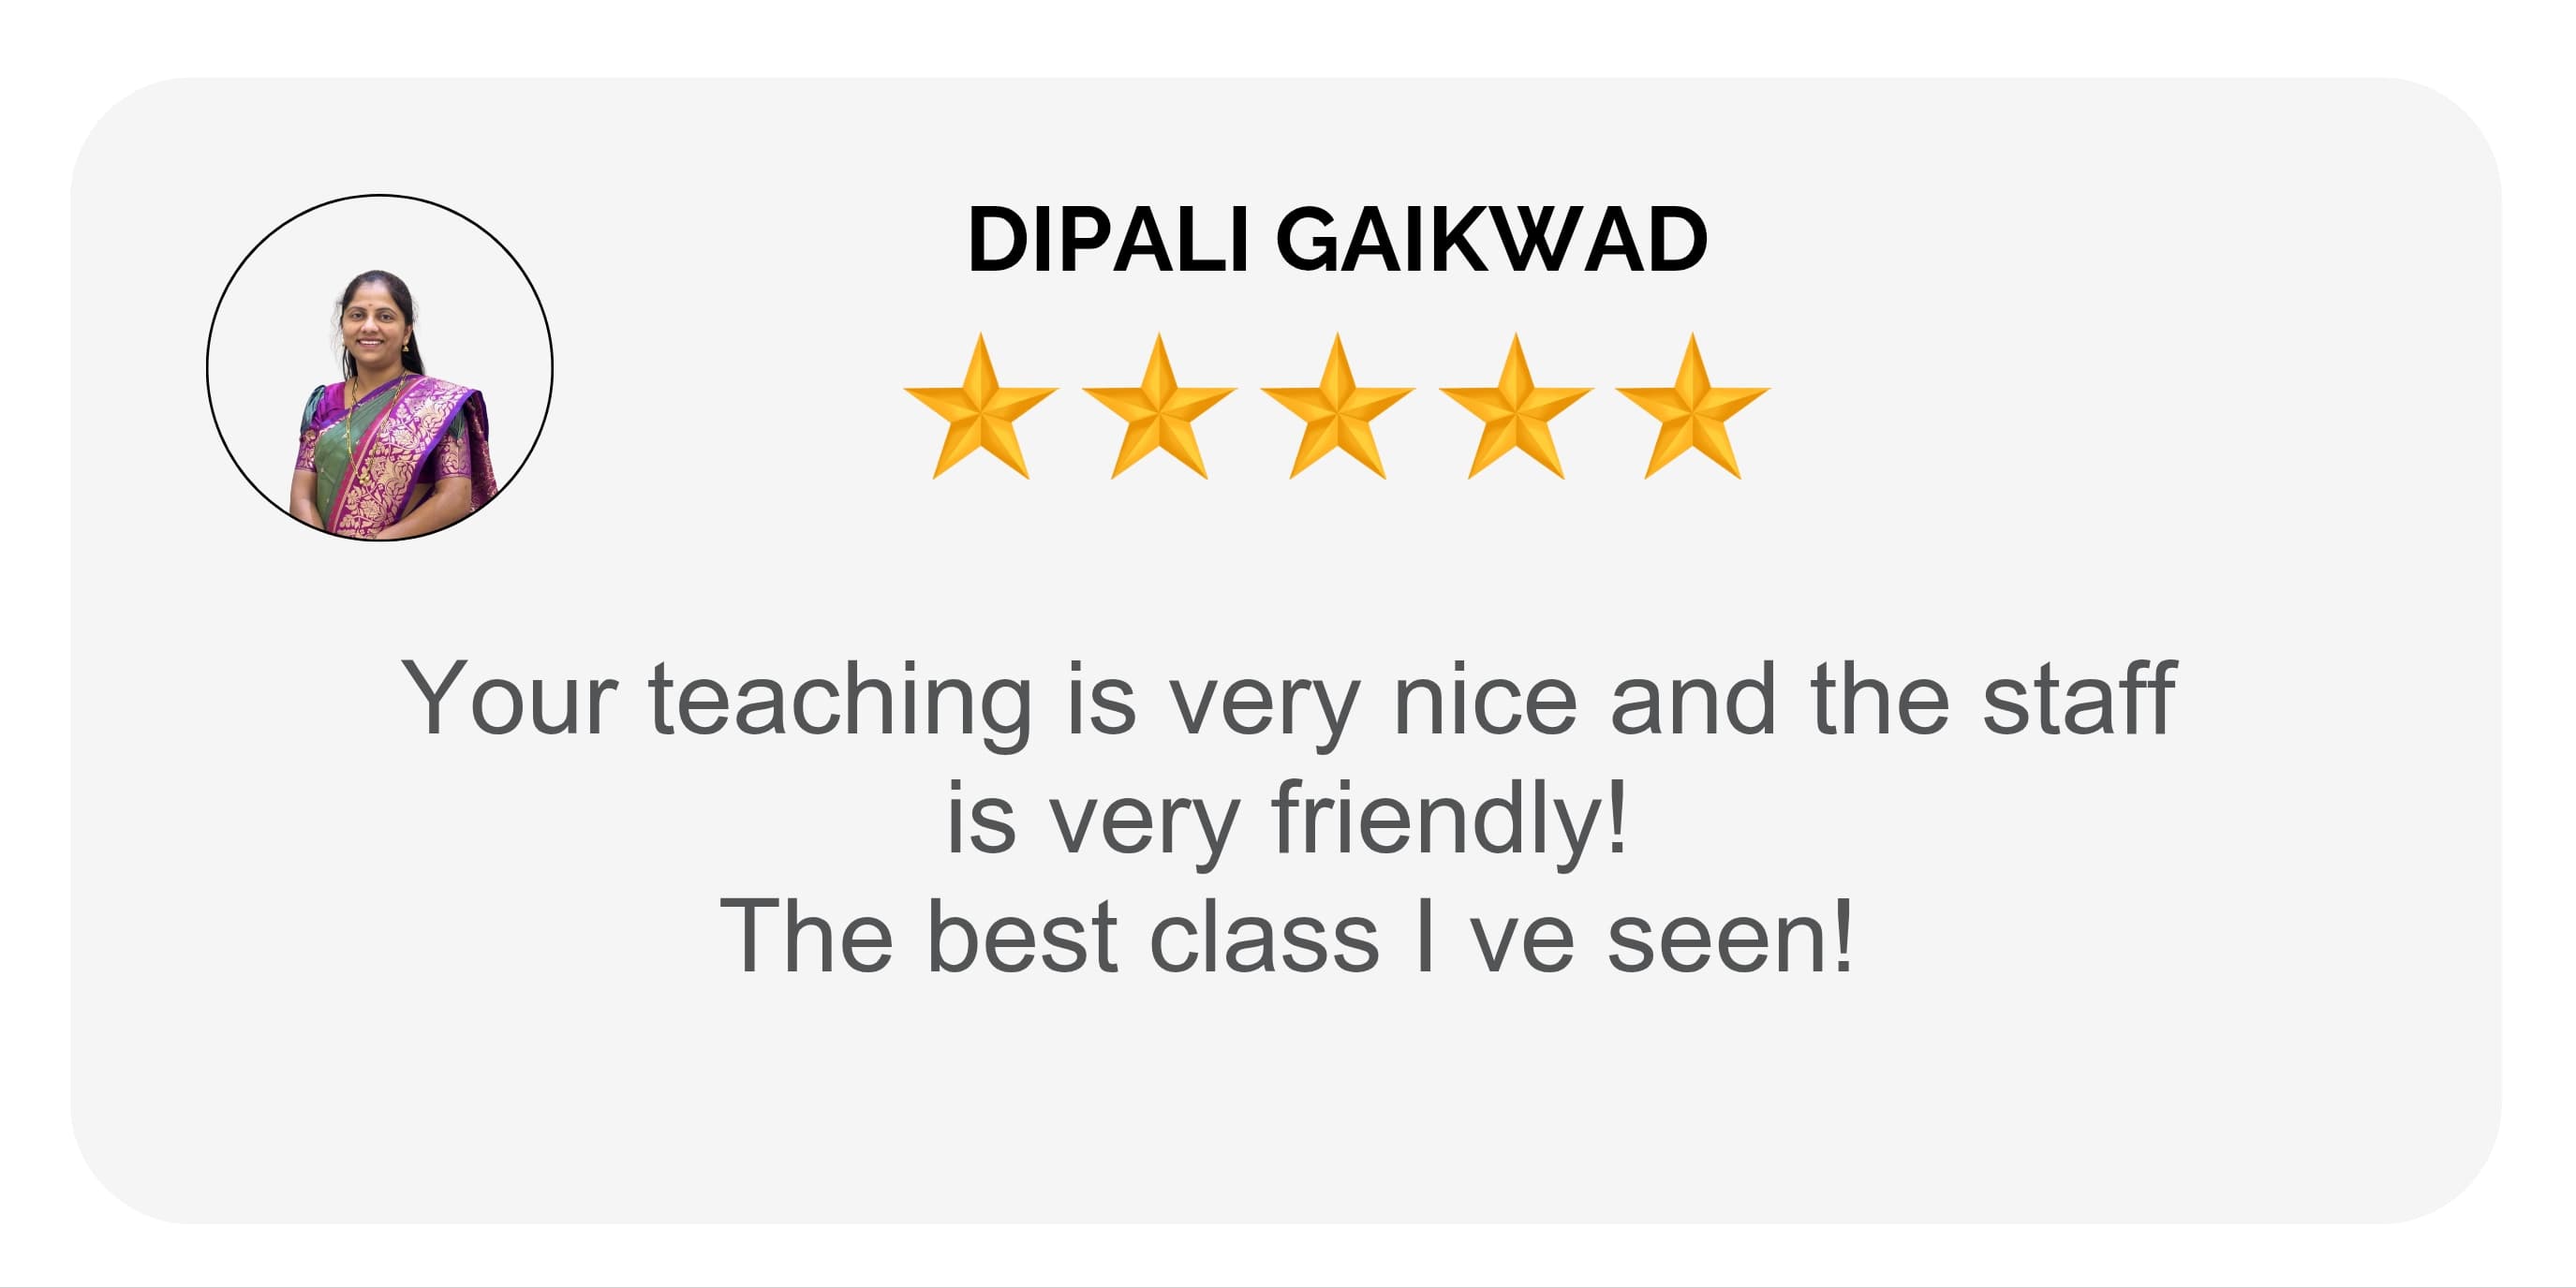 DIPALI GAIKWAD
Your teaching is very nice and the staff
is very friendly!
The best class I ve seen!